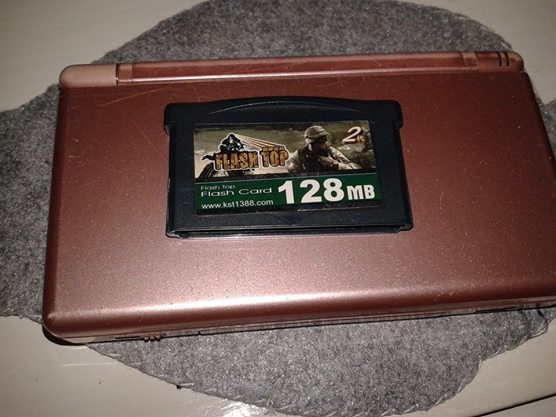 FLASH TOP
2
Flash Top
Flash Card 128MB
www.kst1388.com